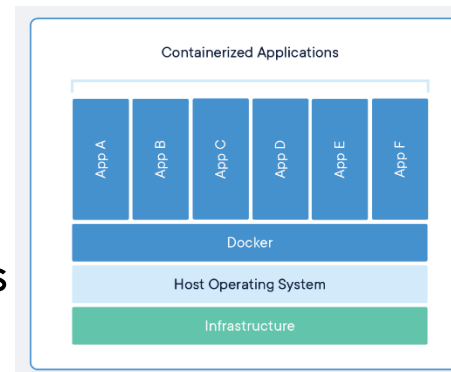 Containerized Applications
App A
App B
App C
App D
App E
App F
Docker
s
Host Operating System
Infrastructure